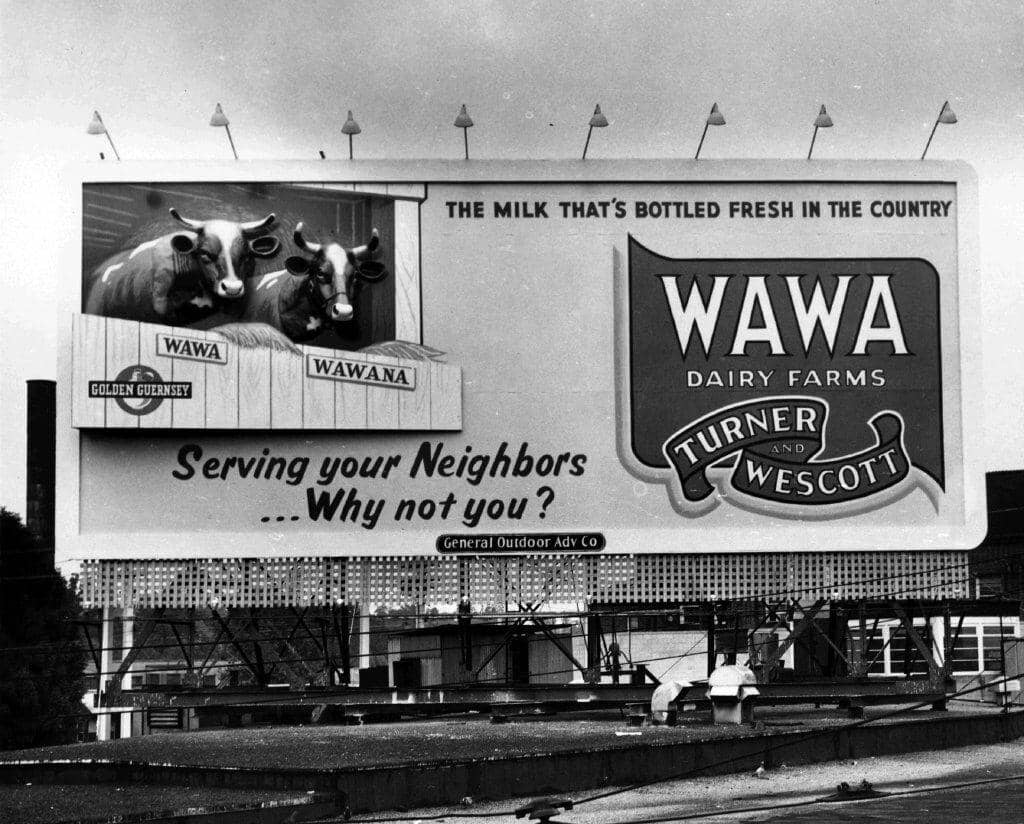 THE MILK THAT'S BOTTLED FRESH IN THE COUNTRY
WAWA
WAWANA
GOLDEN GUERNSEY
WAWA
DAIRY FARMS
TURNER
AND
WESCOTT
Serving your Neighbors
...Why not you?
General Outdoor Adv Co